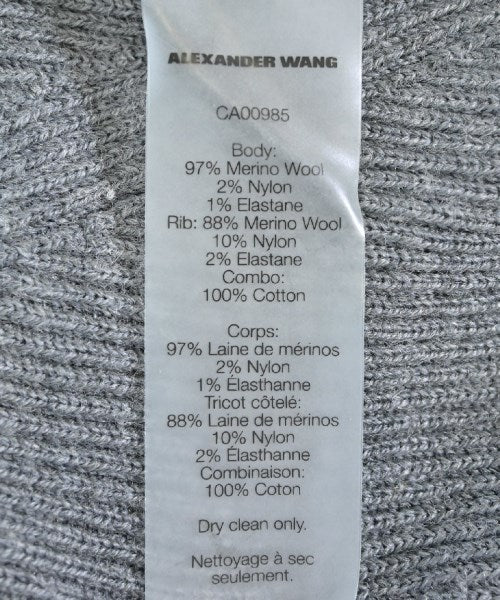 ALEXANDER WANG
CA00985
Body:
97% Merino Wool
2% Nylon
1% Elastane
Rib: 88% Merino Wool
10% Nylon
2% Elastane
Combo:
100% Cotton
Corps:
97% Laine de mérinos
2% Nylon
1% Élasthanne
Tricot côtelé:
88% Laine de mérinos
10% Nylon
2% Élasthanne
Combinaison:
100% Coton
Dry clean only.
Nettoyage à sec
seulement.